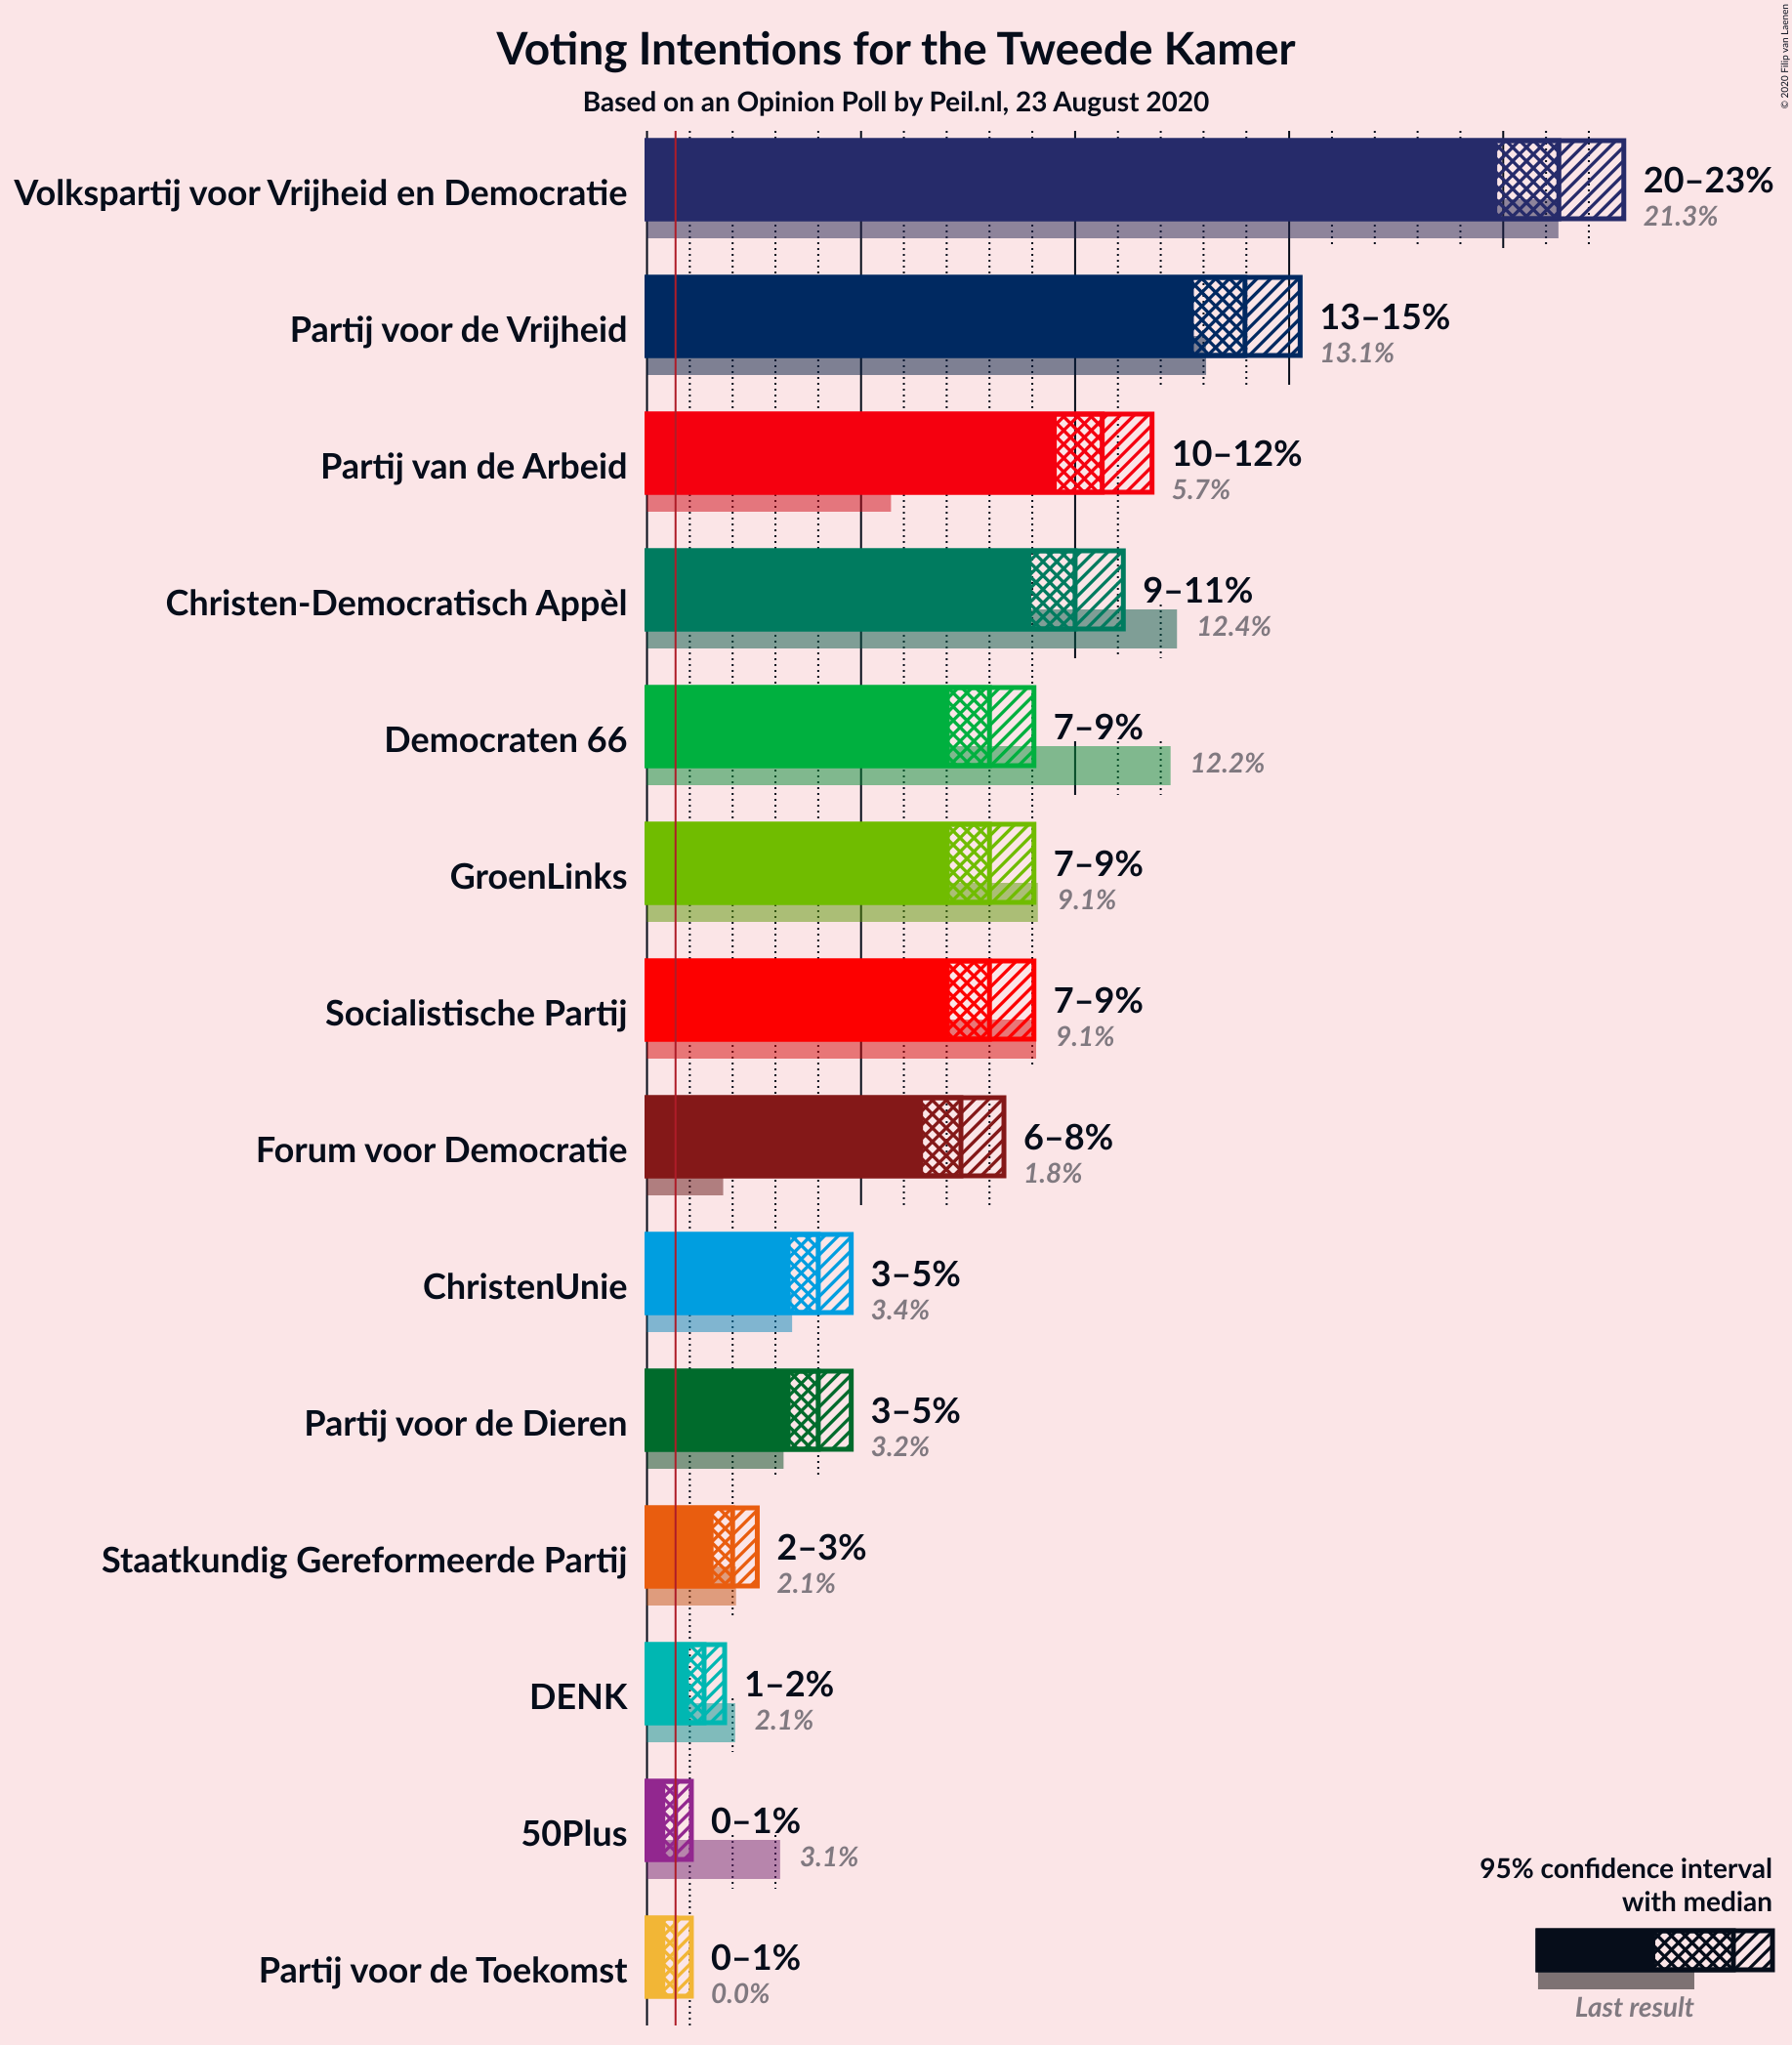 Voting Intentions for the Tweede Kamer
Based on an Opinion Poll by Peil.nl, 23 August 2020
© 2020 Filip van Laenen
Volkspartij voor Vrijheid en Democratie
20–23%
21.3%
Partij voor de Vrijheid
13–15%
13.1%
Partij van de Arbeid
10–12%
5.7%
Christen-Democratisch Appèl
9–11%
12.4%
Democraten 66
7–9%
12.2%
GroenLinks
7–9%
9.1%
Socialistische Partij
7–9%
9.1%
Forum voor Democratie
6–8%
1.8%
ChristenUnie
3–5%
3.4%
Partij voor de Dieren
3–5%
3.2%
Staatkundig Gereformeerde Partij
2–3%
2.1%
DENK
1–2%
2.1%
50Plus
0–1%
3.1%
Partij voor de Toekomst
0–1%
0.0%
95% confidence interval
with median
Last result